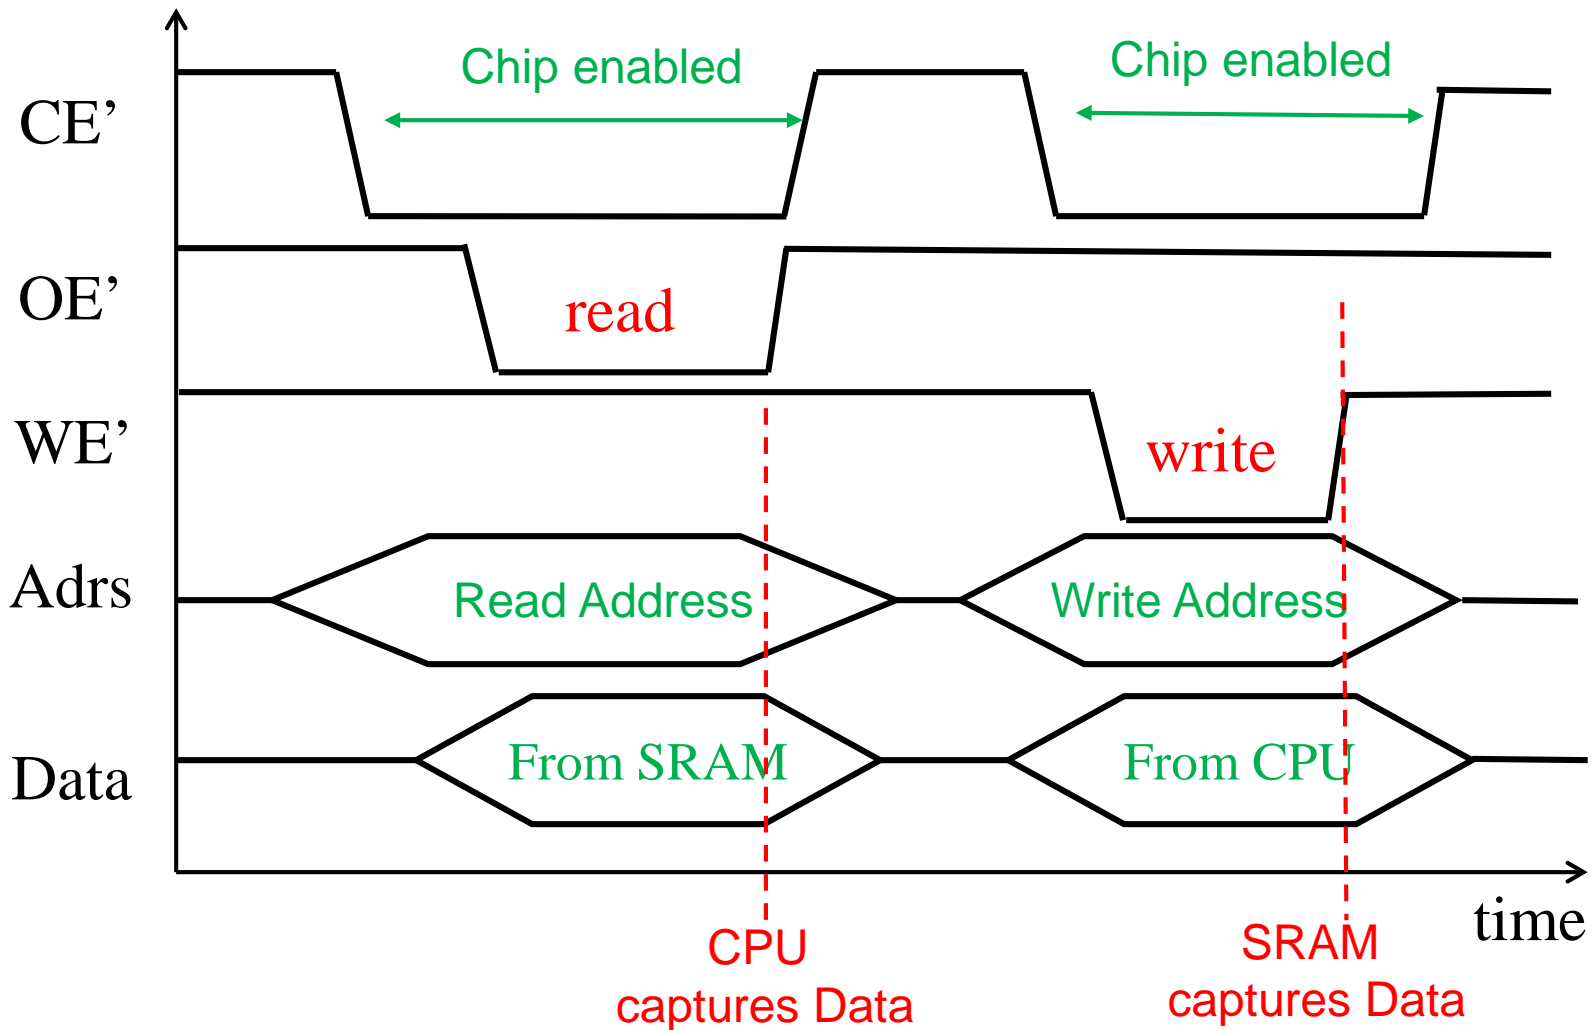 Chip enabled
Chip enabled
CE’
OE’
read
WE’
write
Adrs
Read Address
Write Address
Data
From SRAM
From CPU
time
CPU
captures Data
SRAM
captures Data